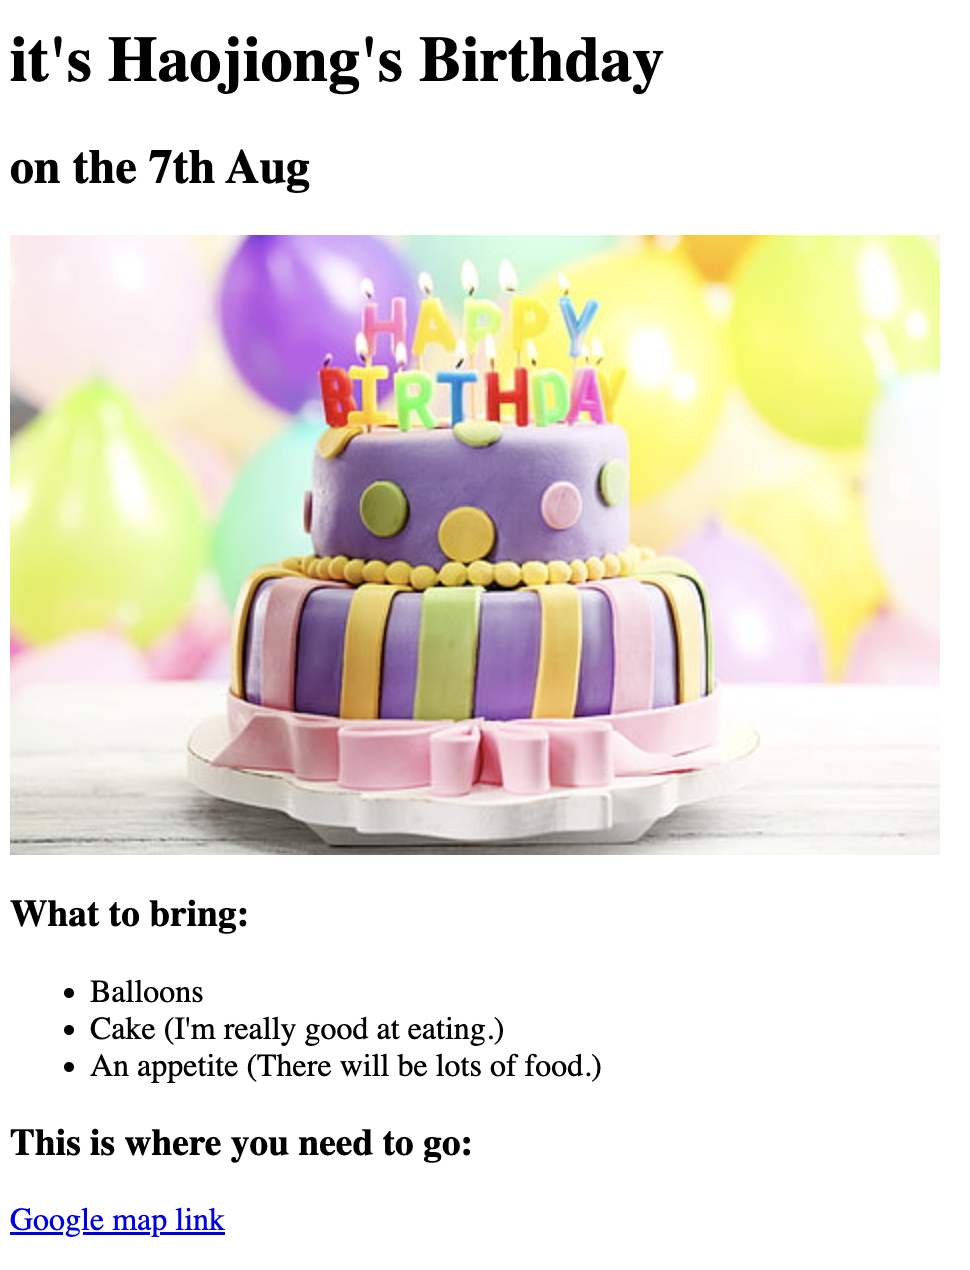 it's Haojiong's Birthday
on the 7th Aug
HAPPY
BIRTHDAY
What to bring:
Balloons
Cake (I'm really good at eating.)
An appetite (There will be lots of food.)
This is where you need to go:
Google map link